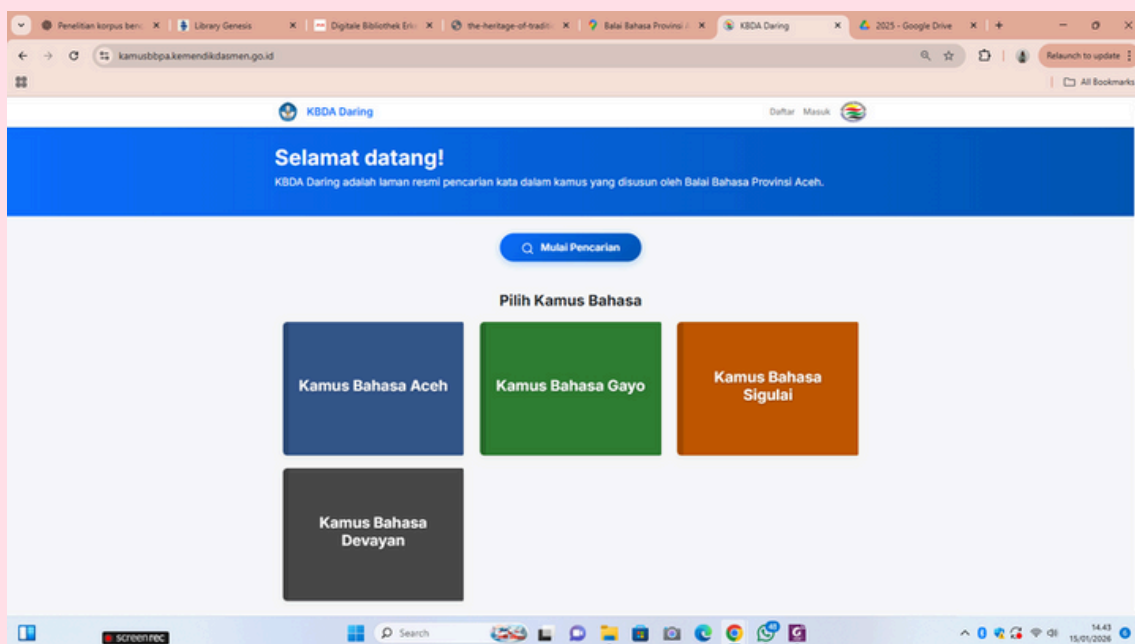 Penelitian korpus benc
Library Genesis
Digitale Bibliothek Erk
the-heritage-of-traditi
Balai Bahasa Provinsi
KBDA Daring
2025 - Google Drive
kamusbbpa.kemendikdasmen.go.id
Relaunch to update
All Bookmarks
KBDA Daring
Daftar Masuk
Selamat datang!
KBDA Daring adalah laman resmi pencarian kata dalam kamus yang disusun oleh Balai Bahasa Provinsi Aceh.
Mulai Pencarian
Pilih Kamus Bahasa
Kamus Bahasa Aceh
Kamus Bahasa Gayo
Kamus Bahasa
Sigulai
Kamus Bahasa
Devayan
screenrec
Search
14.43
15/01/2026